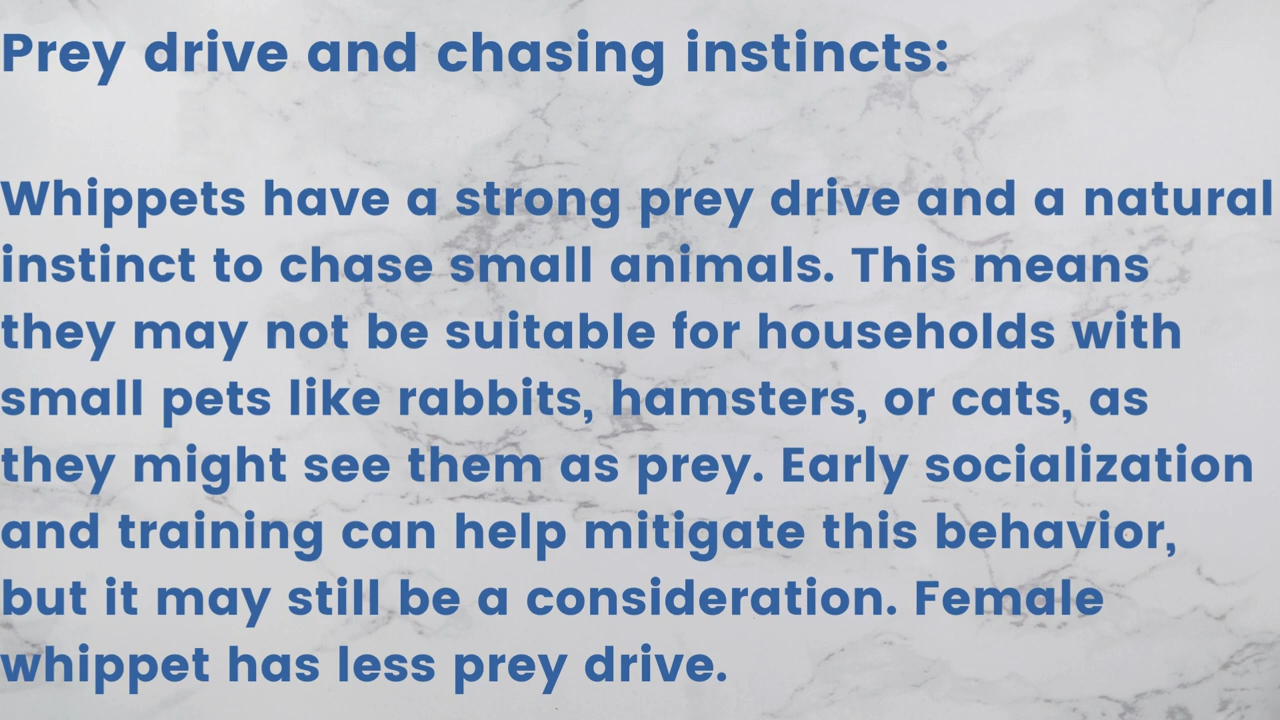 Prey drive and chasing instincts:
Whippets have a strong prey drive and a natural
instinct to chase small animals. This means
they may not be suitable for households with
small pets like rabbits, hamsters, or cats, as
they might see them as prey. Early socialization
and training can help mitigate this behavior,
but it may still be a consideration. Female
whippet has less prey drive.